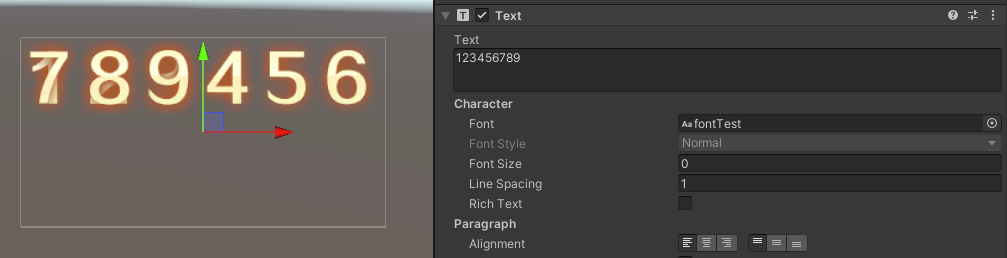 789456
Text
Text
123456789
Character
Font Aa fontTest
Font Style Normal
Font Size 0
Line Spacing 1
Rich Text
Paragraph
Alignment